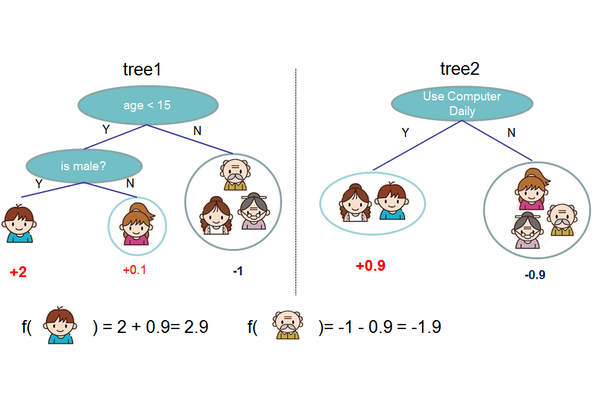 tree1
tree2
age < 15
Use Computer
Daily
Y
N
Y
N
is male?
Y
N
+2
+0.1
-1
+0.9
-0.9
f( ) = 2 + 0.9= 2.9
f( )= -1 - 0.9 = -1.9